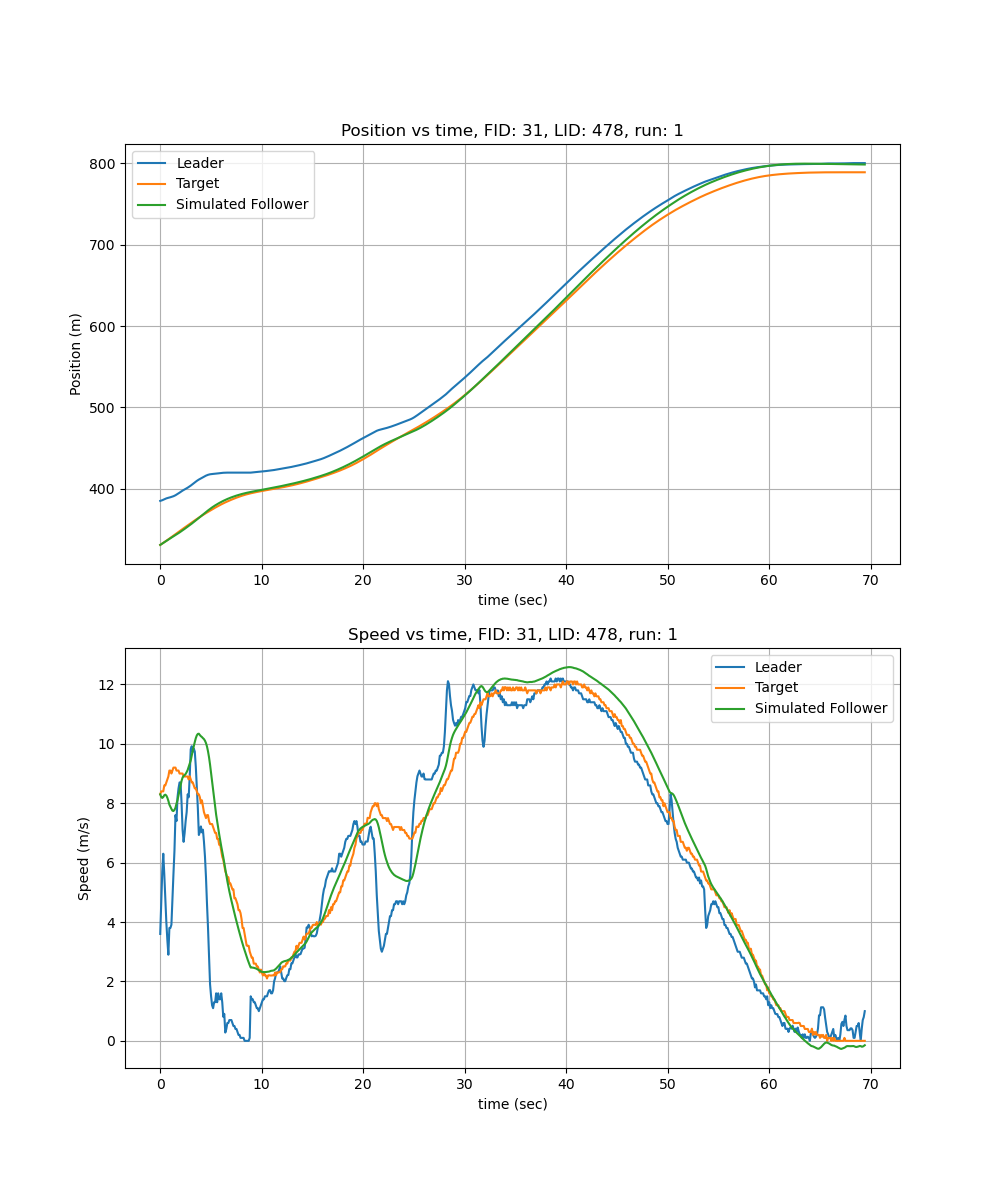 Position vs time, FID: 31, LID: 478, run: 1
Leader
Target
Simulated Follower
800
700
600
500
400
Position (m)
0 10 20 30 40 50 60 70
time (sec)
Speed vs time, FID: 31, LID: 478, run: 1
Leader
Target
Simulated Follower
12
10
8
6
4
2
0
Speed (m/s)
0 10 20 30 40 50 60 70
time (sec)